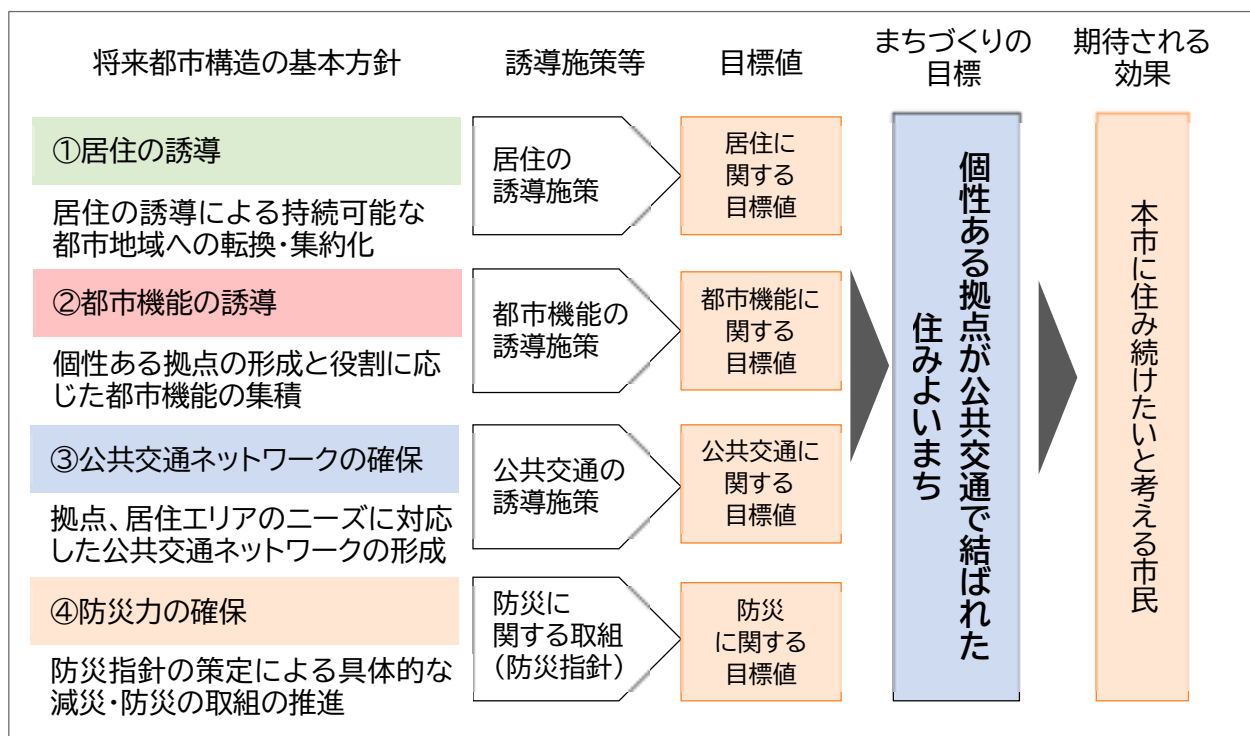 将来都市構造の基本方針
誘導施策等
目標値
まちづくりの
目標
期待される
効果
①居住の誘導
居住の誘導による持続可能な
都市地域への転換・集約化
居住の
誘導施策
居住に
関する
目標値
②都市機能の誘導
個性ある拠点の形成と役割に応
じた都市機能の集積
都市機能の
誘導施策
都市機能に
関する
目標値
③公共交通ネットワークの確保
拠点、居住エリアのニーズに対応
した公共交通ネットワークの形成
公共交通の
誘導施策
公共交通に
関する
目標値
④防災力の確保
防災指針の策定による具体的な
減災・防災の取組の推進
防災に
関する取組
（防災指針）
防災
に関する
目標値
個性ある拠点が公共交通で結ばれた
住みよいまち
本市に住み続けたいと考える市民